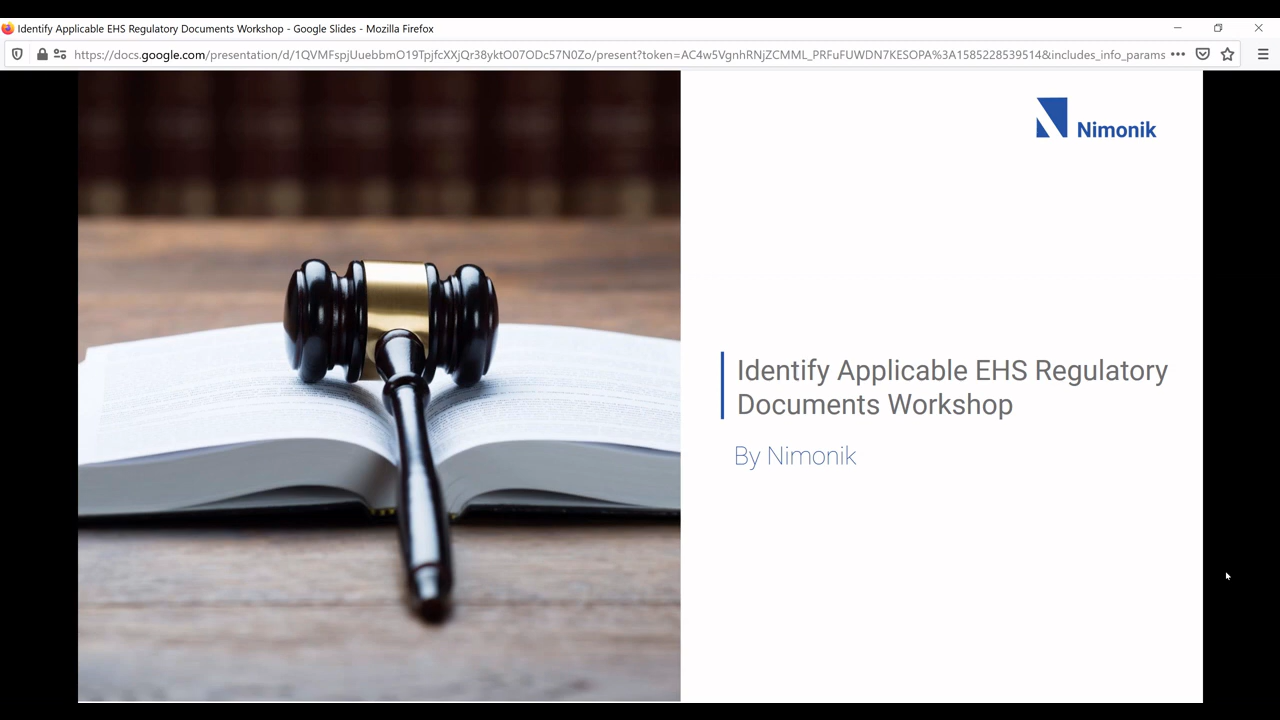 Identify Applicable EHS Regulatory Documents Workshop - Google Slides - Mozilla Firefox
https://docs.google.com/presentation/d/1QVMFspjUuebbmO19TpjfcXXjQr38yktO07ODc57N0Zo/present?token=AC4w5VgnhRNjZCMML_PRFuFUWDN7KESOPA%3A1585228539514&includes_info_params
Nimonik
Identify Applicable EHS Regulatory
Documents Workshop
By Nimonik